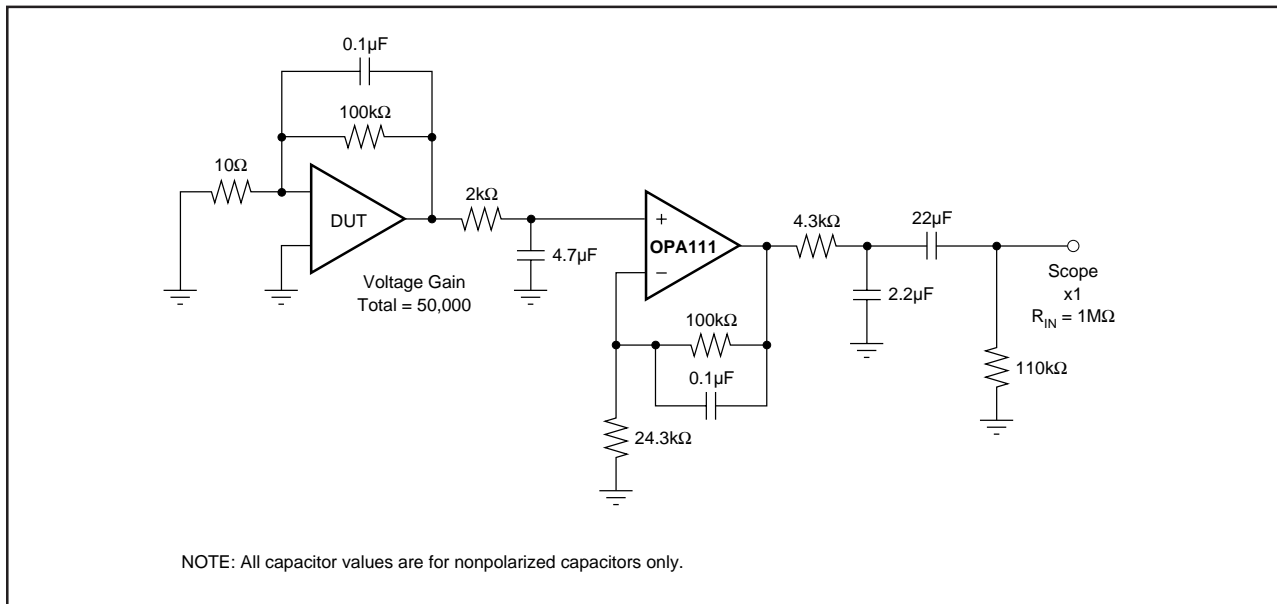 0.1µF
100kΩ
10Ω
DUT
2kΩ
4.7µF
Voltage Gain
Total = 50,000
+
OPA111
–
4.3kΩ
22µF
2.2µF
Scope
x1
RIN = 1MΩ
110kΩ
100kΩ
0.1µF
24.3kΩ
NOTE: All capacitor values are for nonpolarized capacitors only.